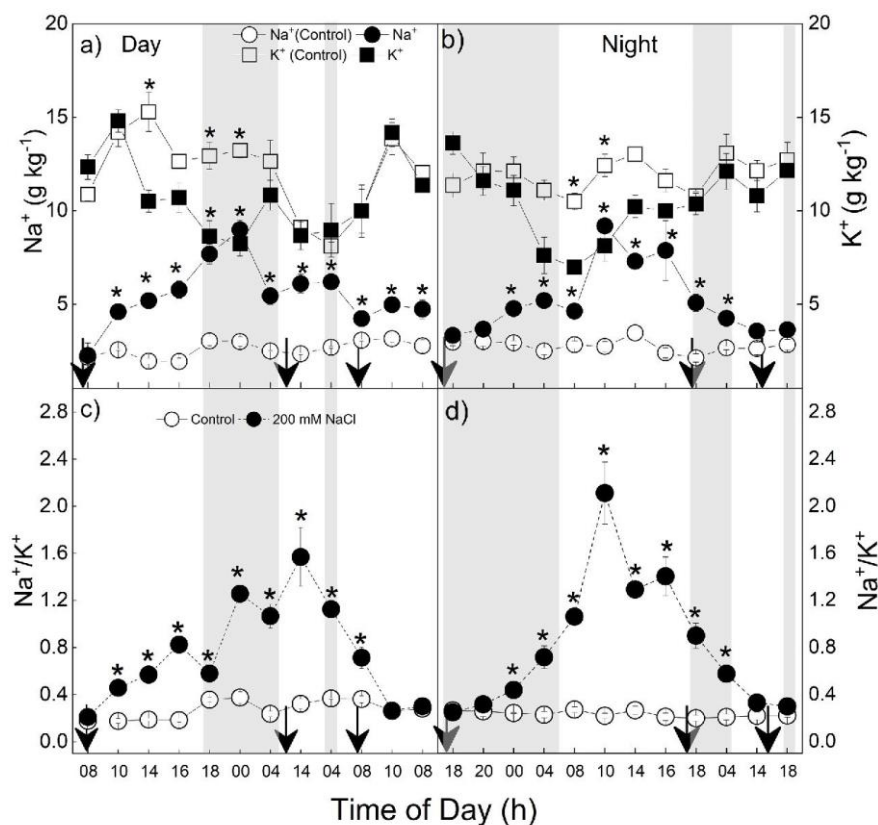 a) Day
Na⁺(Control) Na⁺
K⁺ (Control) K⁺
b) Night
Na⁺ (g kg⁻¹)
20
15
10
5
K⁺ (g kg⁻¹)
20
15
10
5
* * * * * * * * * * * * * *
* * * * * * * * *
c)
Control 200 mM NaCl
d)
Na⁺/K⁺
2.8
2.4
2.0
1.6
1.2
0.8
0.4
0.0
Na⁺/K⁺
2.8
2.4
2.0
1.6
1.2
0.8
0.4
0.0
* * * * * * * * *
* * * * * * * *
08 10 14 16 18 00 04 14 04 08 10 08
18 20 00 04 08 10 14 16 18 04 14 18
Time of Day (h)